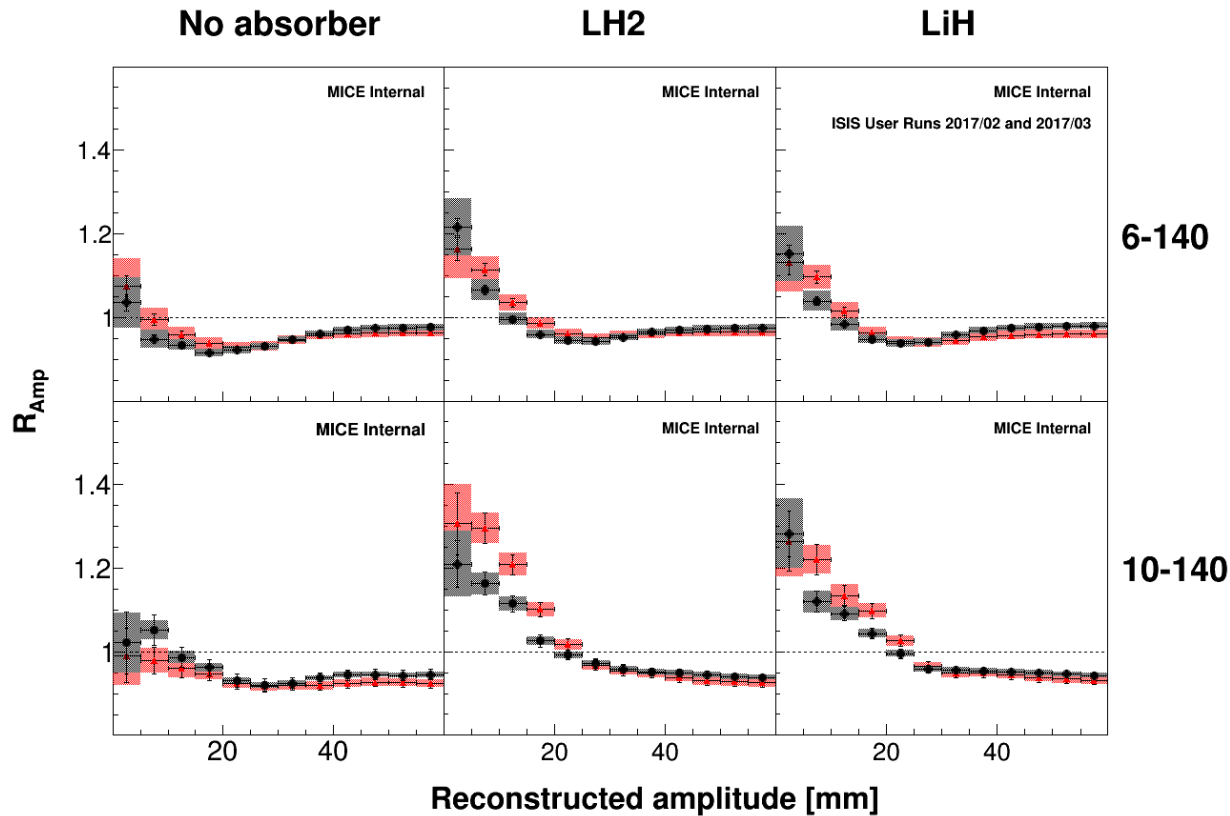 No absorber LH2 LiH
MICE Internal MICE Internal MICE Internal
ISIS User Runs 2017/02 and 2017/03
1.4
1.2
1
6-140
R_Amp
MICE Internal MICE Internal MICE Internal
1.4
1.2
1
10-140
20 40 20 40 20 40
Reconstructed amplitude [mm]